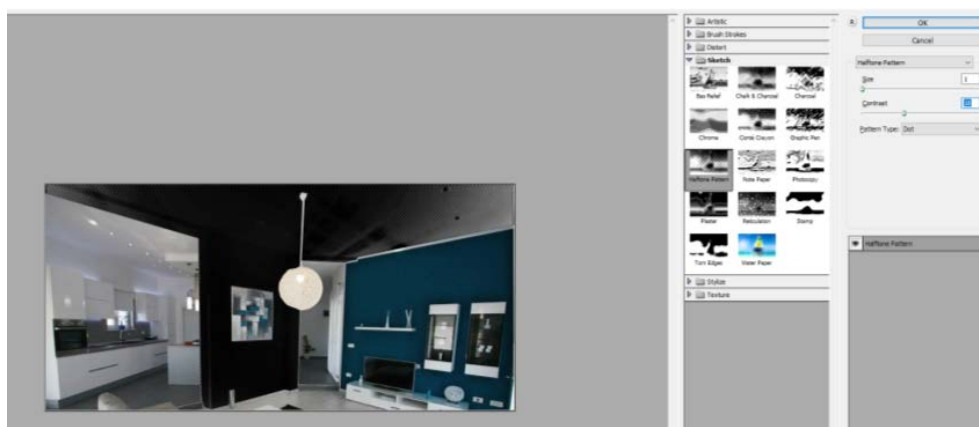 Artistic
Brush Strokes
Distort
Sketch
Bas Relief
Chalk & Charcoal
Charcoal
Chrome
Conté Crayon
Graphic Pen
Halftone Pattern
Note Paper
Photocopy
Plaster
Reticulation
Stamp
Torn Edges
Water Paper
Stylize
Texture
OK
Cancel
Halftone Pattern
Size
1
Contrast
Pattern Type: Dot
Halftone Pattern